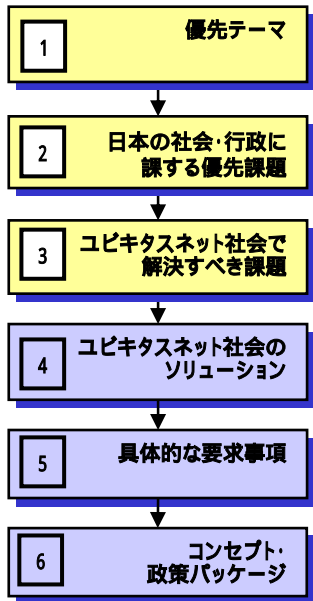 1
優先テーマ
2
日本の社会・行政に
課する優先課題
3
ユビキタスネット社会で
解決すべき課題
4
ユビキタスネット社会の
ソリューション
5
具体的な要求事項
6
コンセプト・
政策パッケージ